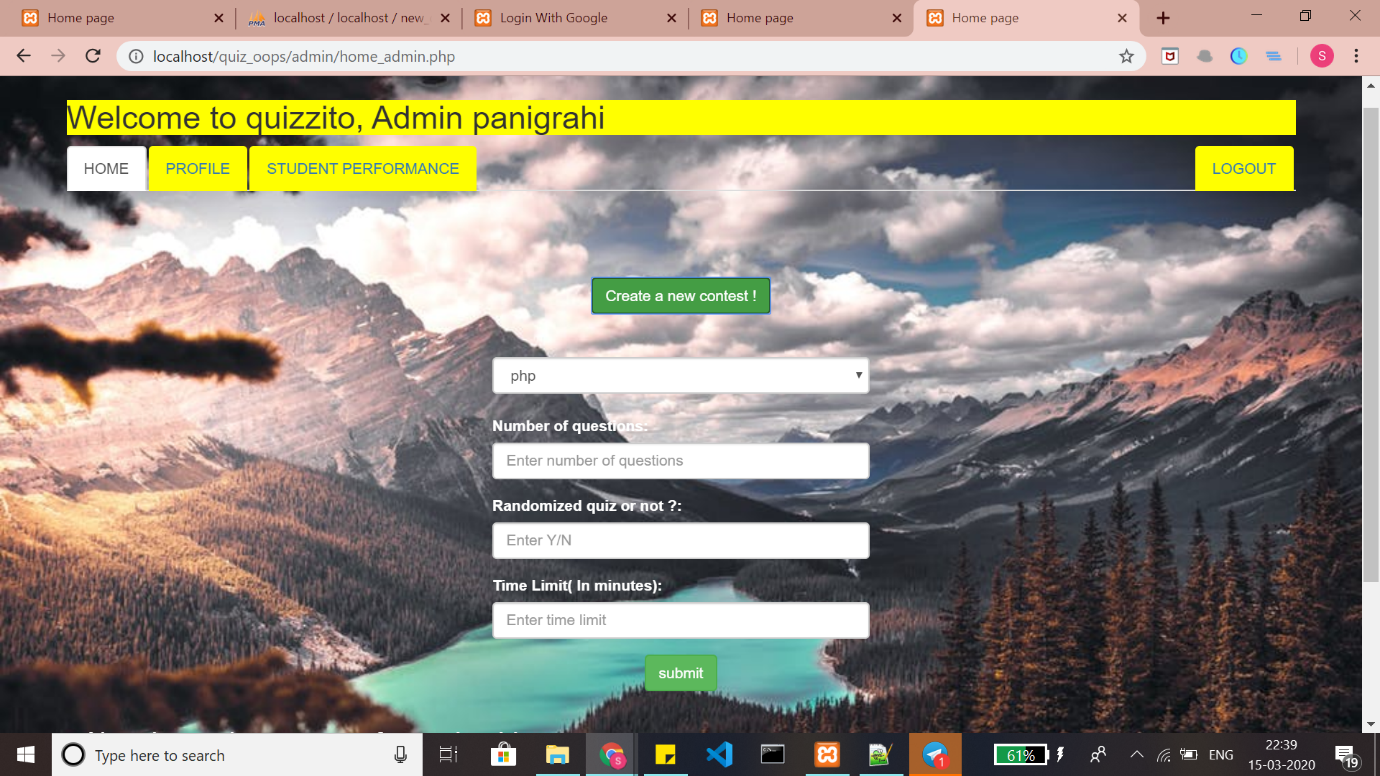 Home page
localhost / localhost / new_
Login With Google
Home page
Home page
localhost/quiz_oops/admin/home_admin.php
S
Welcome to quizzito, Admin panigrahi
HOME
PROFILE
STUDENT PERFORMANCE
LOGOUT
Create a new contest !
php
Number of questions:
Enter number of questions
Randomized quiz or not ?:
Enter Y/N
Time Limit( In minutes):
Enter time limit
submit
Type here to search
61%
ENG
22:39
15-03-2020
19